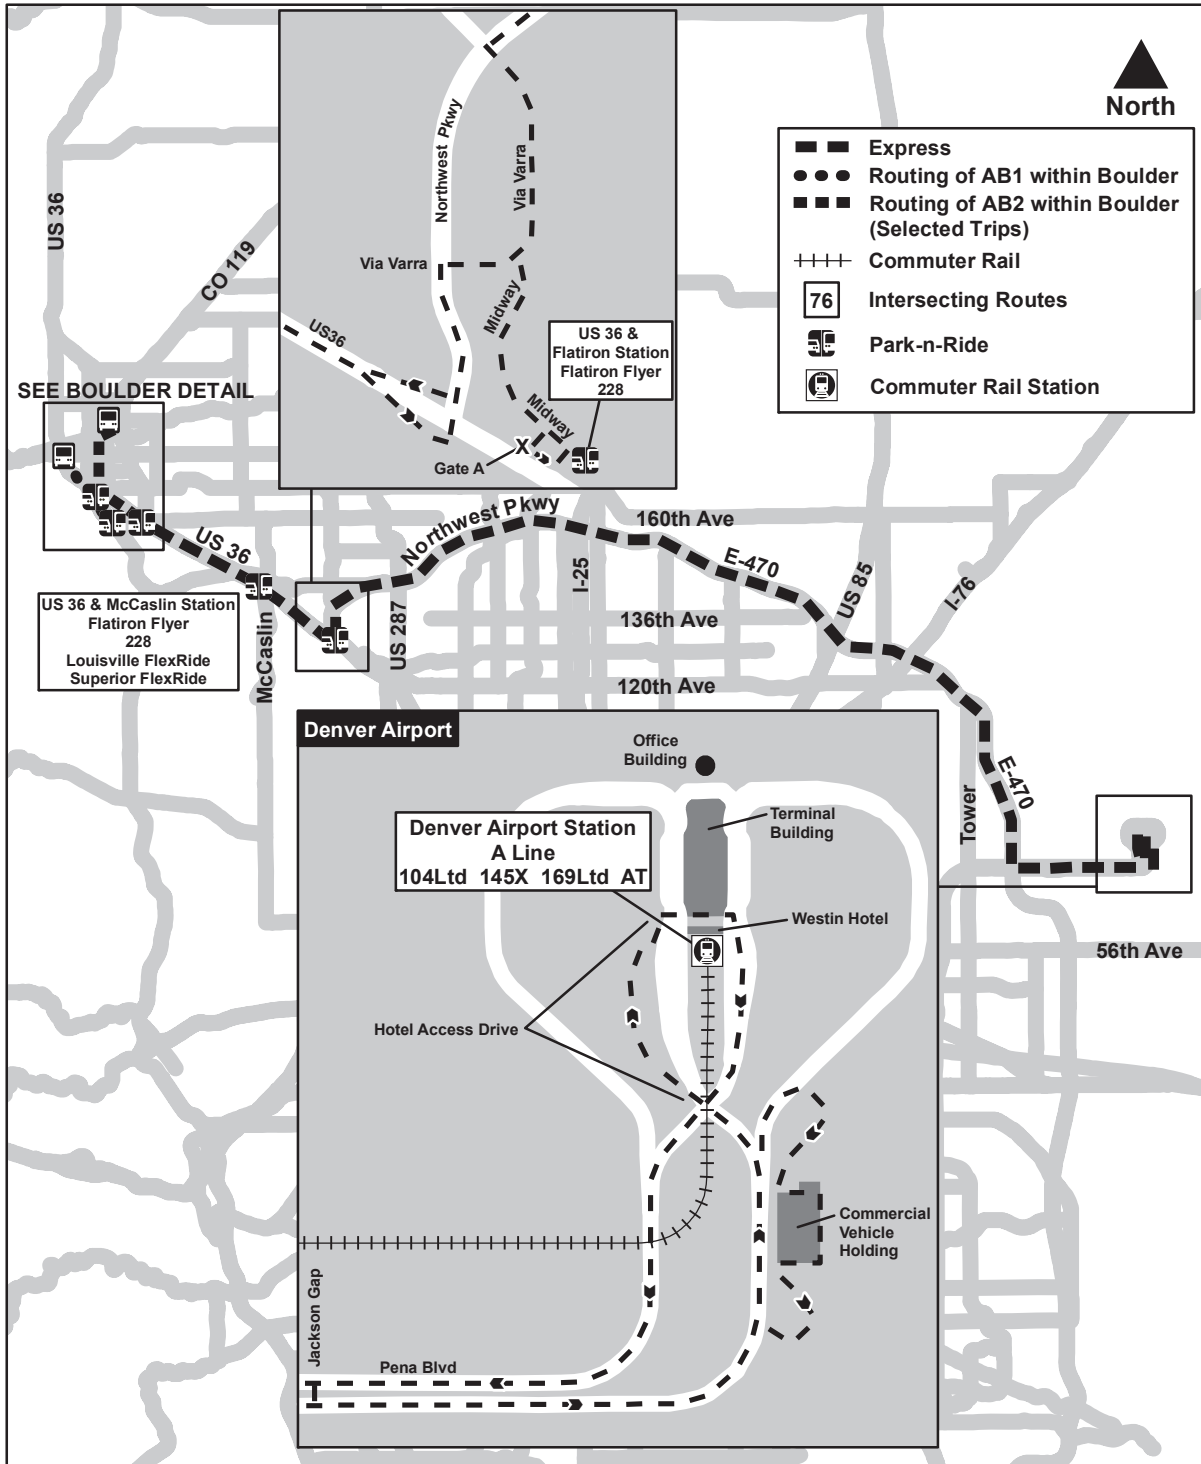 North
Express
Routing of AB1 within Boulder
Routing of AB2 within Boulder
(Selected Trips)
Commuter Rail
76
Intersecting Routes
Park-n-Ride
Commuter Rail Station
Northwest Pkwy
Via Varra
Via Varra
Midway
US36
US 36 &
Flatiron Station
Flatiron Flyer
228
Midway
X
Gate A
US 36
CO 119
SEE BOULDER DETAIL
US 36
Northwest Pkwy
160th Ave
E-470
US 85
I-76
I-25
136th Ave
US 287
120th Ave
McCaslin
US 36 & McCaslin Station
Flatiron Flyer
228
Louisville FlexRide
Superior FlexRide
E-470
Tower
56th Ave
Denver Airport
Office
Building
Terminal
Building
Denver Airport Station
A Line
104Ltd 145X 169Ltd AT
Westin Hotel
Hotel Access Drive
Commercial
Vehicle
Holding
Jackson Gap
Pena Blvd